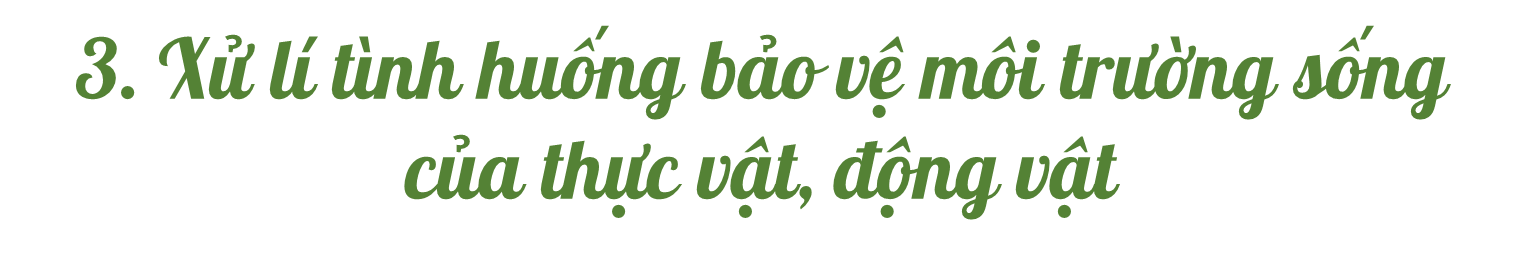 3. Xử lí tình huống bảo vệ môi trường sống
của thực vật, động vật